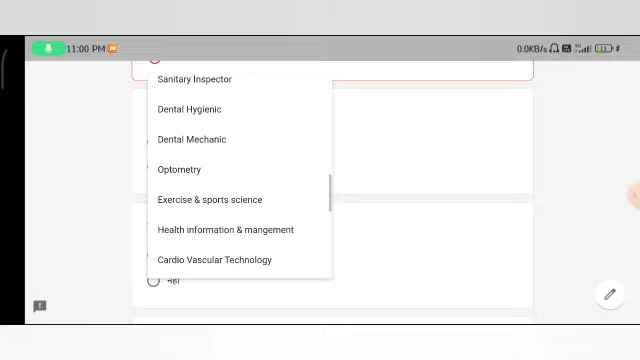 11:00 PM
0.0KB/s
Sanitary Inspector
Dental Hygienic
Dental Mechanic
Optometry
Exercise & sports science
Health information & mangement
Cardio Vascular Technology